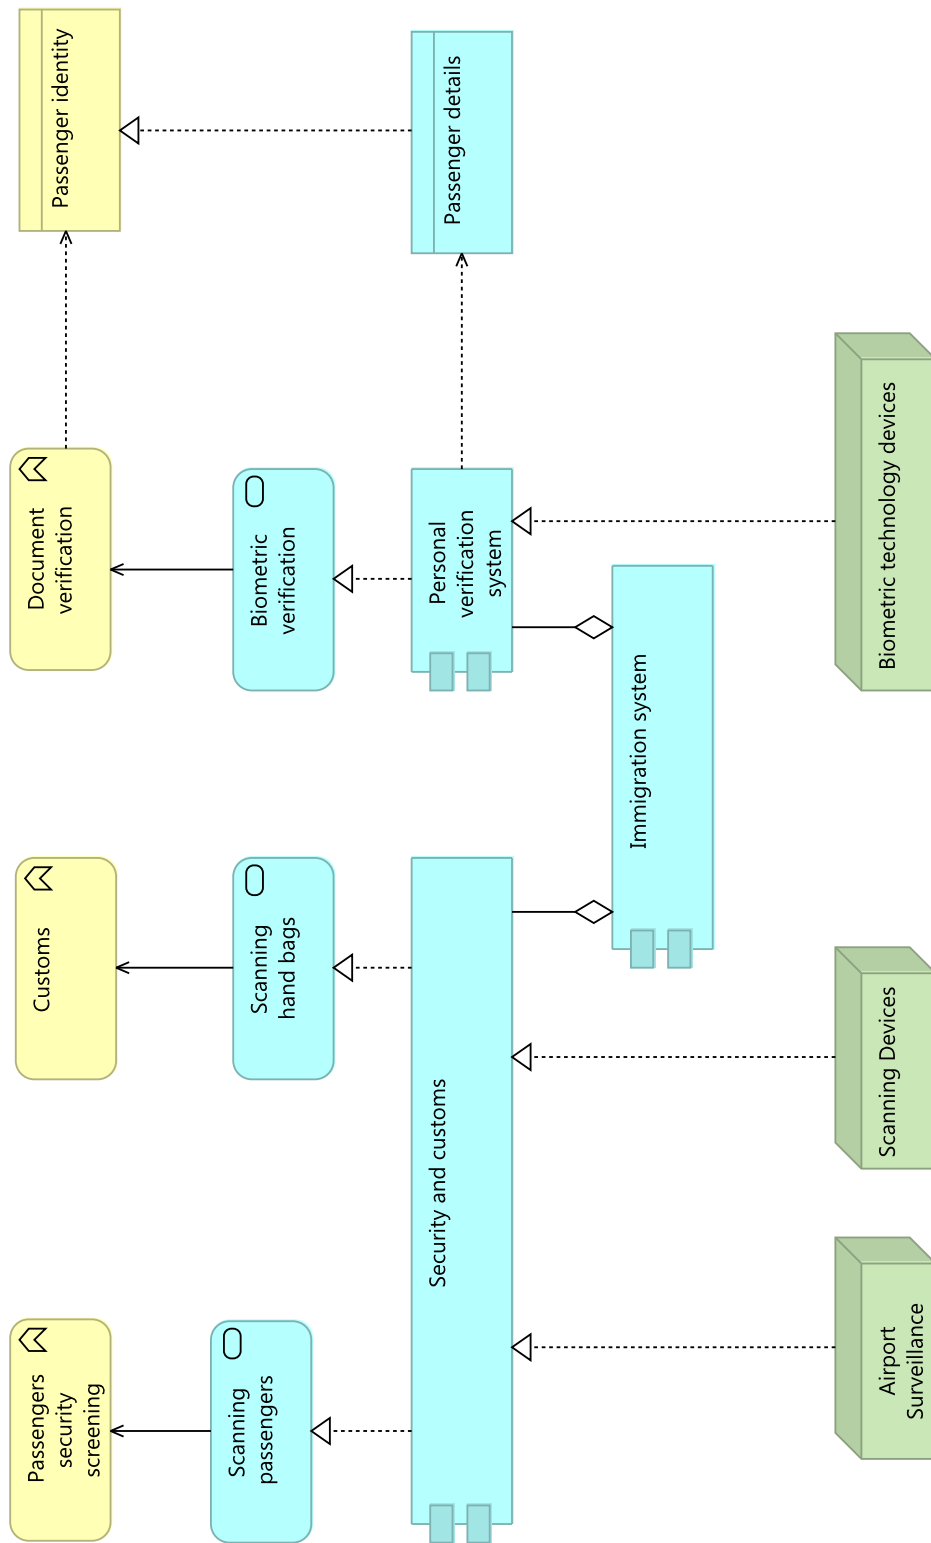 Passengers
security
screening
Customs
Document
verification
Passenger identity
Scanning
passengers
Scanning
hand bags
Biometric
verification
Security and customs
Personal
verification
system
Passenger details
Immigration system
Airport
Surveillance
Scanning Devices
Biometric technology devices